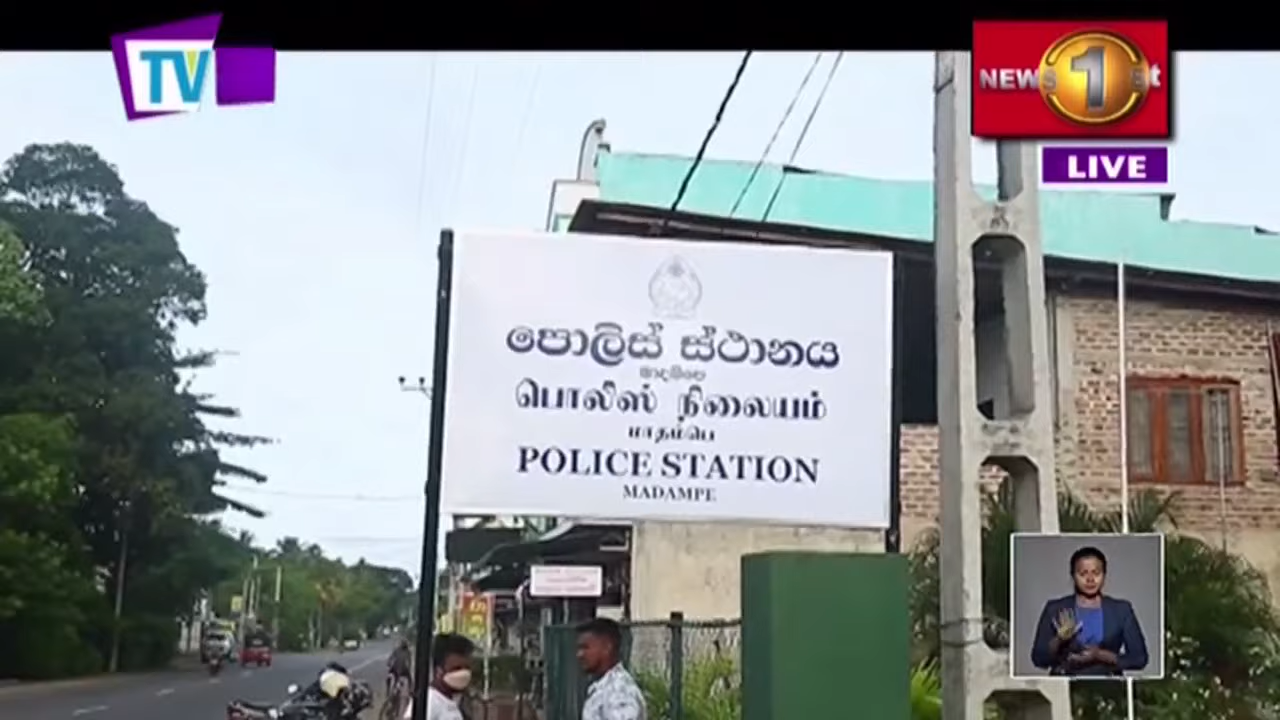 TV
NEWS 1st
LIVE
පොලිස් ස්ථානය
මාදම්පෙ
பொலிஸ் நிலையம்
மாதம்பெ
POLICE STATION
MADAMPE